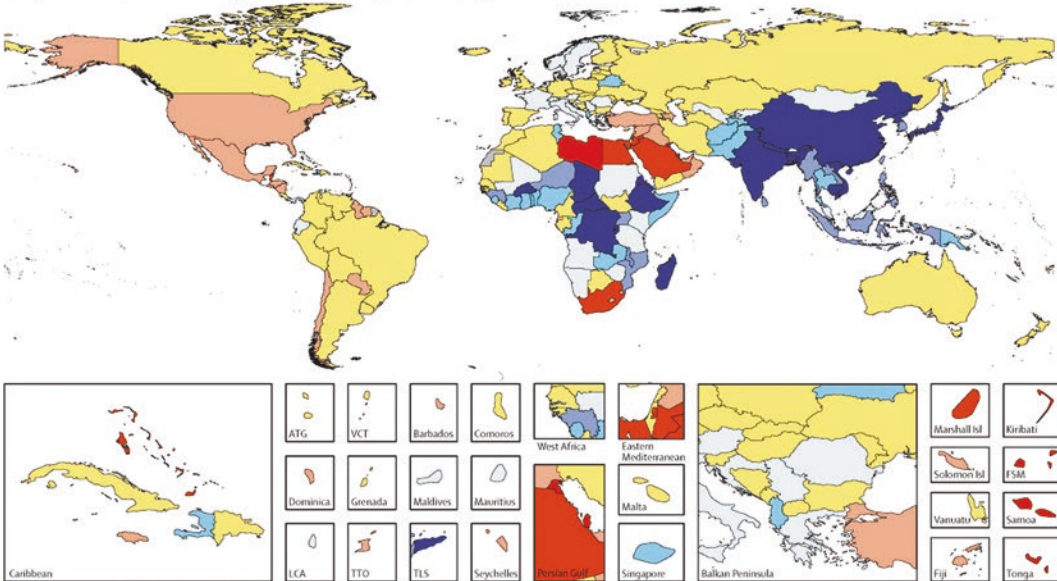 Caribbean
ATG
VCT
Barbados
Comoros
Dominica
Grenada
Maldives
Mauritius
LCA
TTO
TLS
Seychelles
West Africa
Eastern
Mediterranean
Persian Gulf
Malta
Singapore
Balkan Peninsula
Marshall Isl
Kiribati
Solomon Isl
FSM
Vanuatu
Samoa
Fiji
Tonga